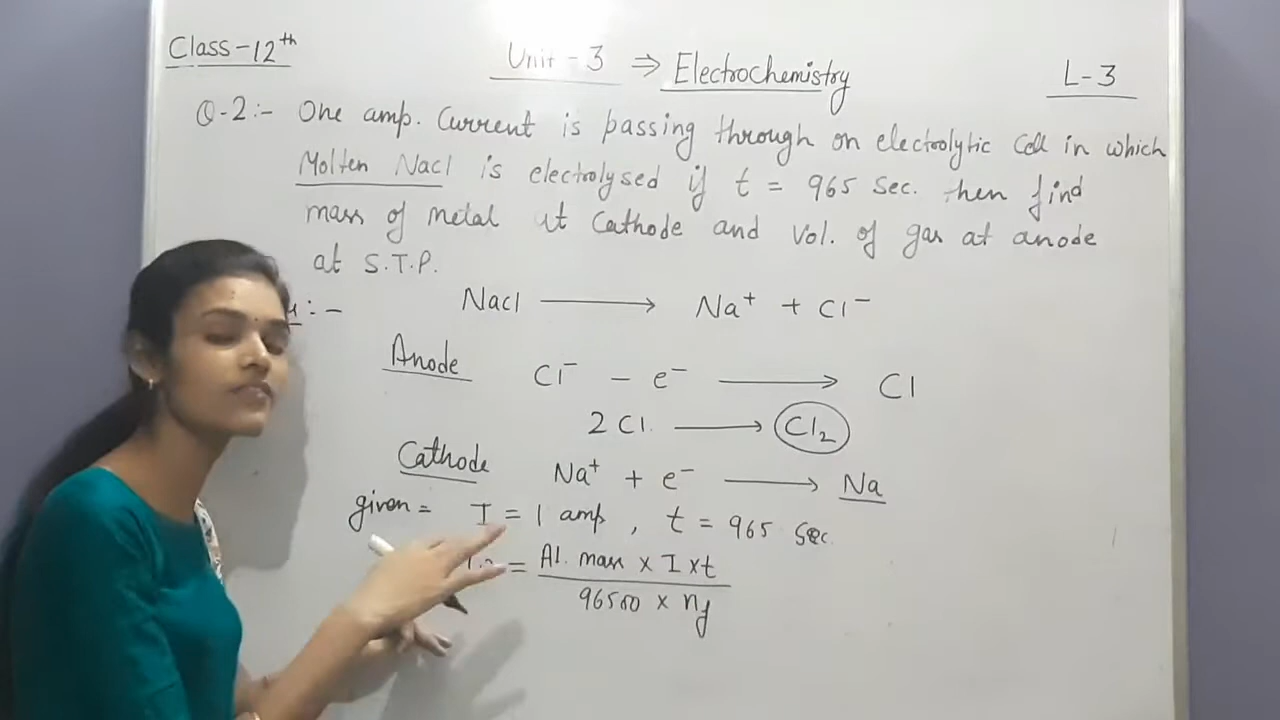 Class-12th
Unit-3 ⇒ Electrochemistry
L-3
Q-2:- One amp. Current is passing through on electrolytic Cell in which
Molten Nacl is electrolysed if t = 965 Sec. then find
mass of metal at Cathode and Vol. of gas at anode
at S.T.P.
:-
Nacl ⟶ Na⁺ + Cl⁻
Anode Cl⁻ - e⁻ ⟶ Cl
2 Cl. ⟶ Cl₂
Cathode Na⁺ + e⁻ ⟶ Na
given = I = 1 amp, t = 965 Sec.
= At. mass x I x t
96500 x nf